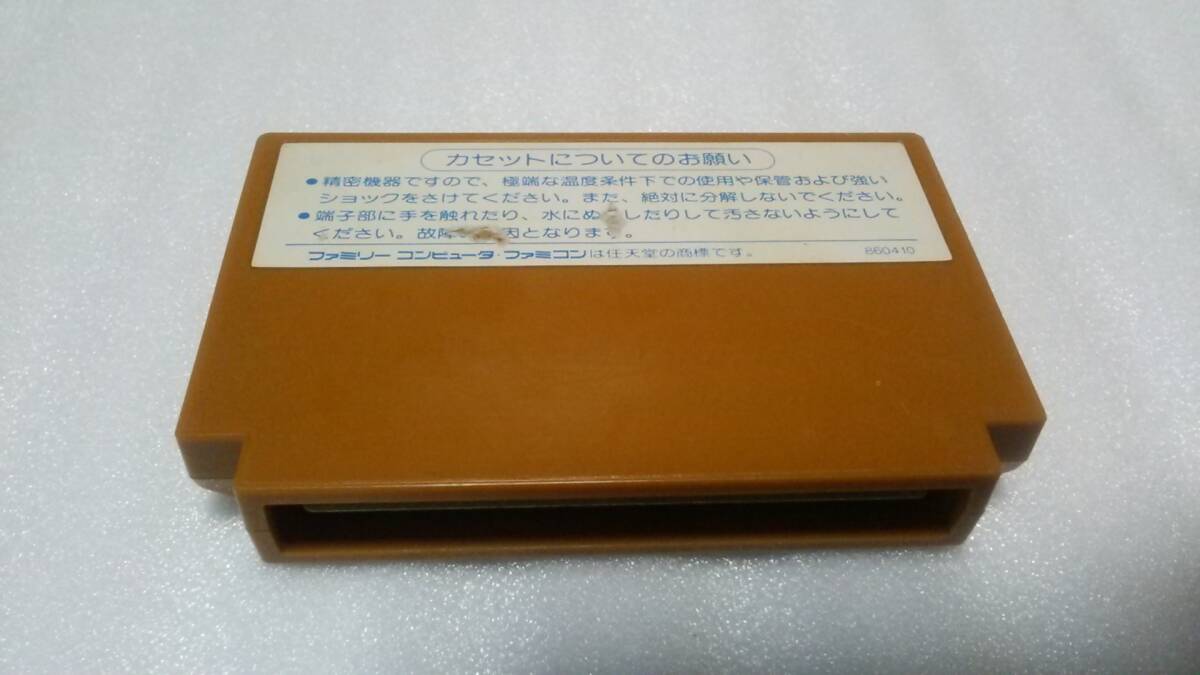 カセットについてのお願い
●精密機器ですので、極端な温度条件下での使用や保管および強い
ショックをさけてください。また、絶対に分解しないでください。
●端子部に手を触れたり、水にぬ したりして汚さないようにして
ください。故障 因となります。
ファミリーコンピュータ・ファミコンは任天堂の商標です。 860410